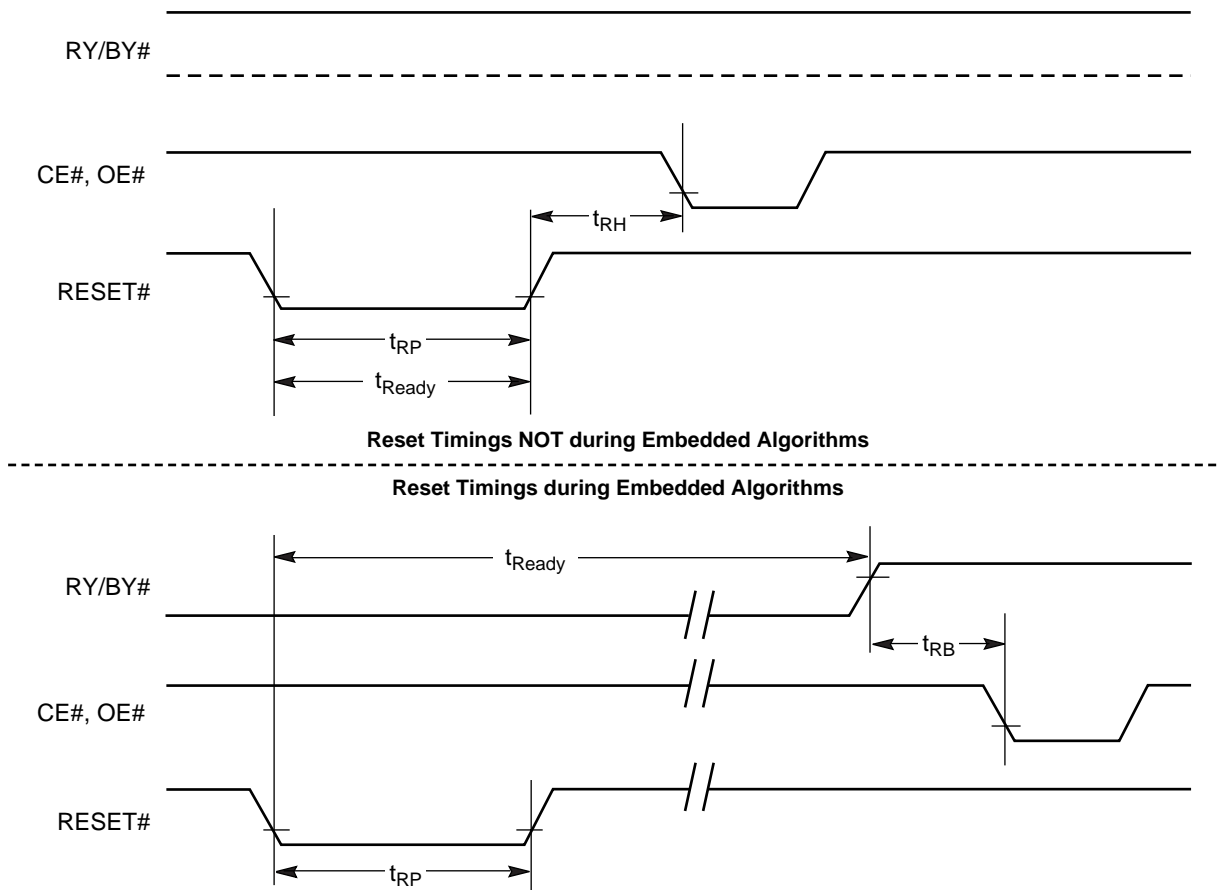 RY/BY#
CE#, OE#
tRH
RESET#
tRP
tReady
Reset Timings NOT during Embedded Algorithms
Reset Timings during Embedded Algorithms
tReady
RY/BY#
tRB
CE#, OE#
RESET#
tRP